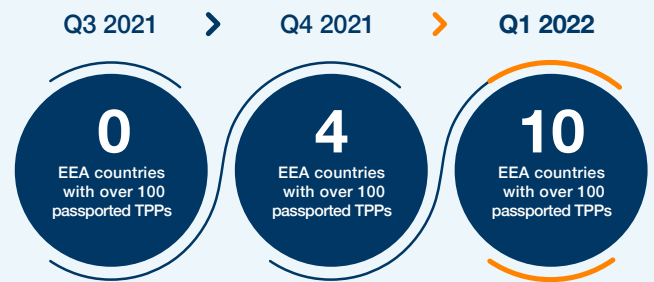 Q3 2021
Q4 2021
Q1 2022
0
EEA countries
with over 100
passported TPPs
4
EEA countries
with over 100
passported TPPs
10
EEA countries
with over 100
passported TPPs